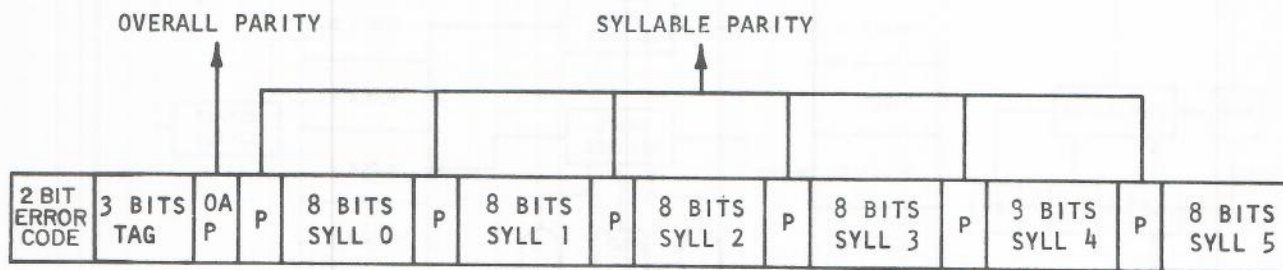 OVERALL PARITY
SYLLABLE PARITY
2 BIT
ERROR
CODE
3 BITS
TAG
OA
P
P
8 BITS
SYLL 0
P
8 BITS
SYLL 1
P
8 BITS
SYLL 2
P
8 BITS
SYLL 3
P
9 BITS
SYLL 4
P
8 BITS
SYLL 5